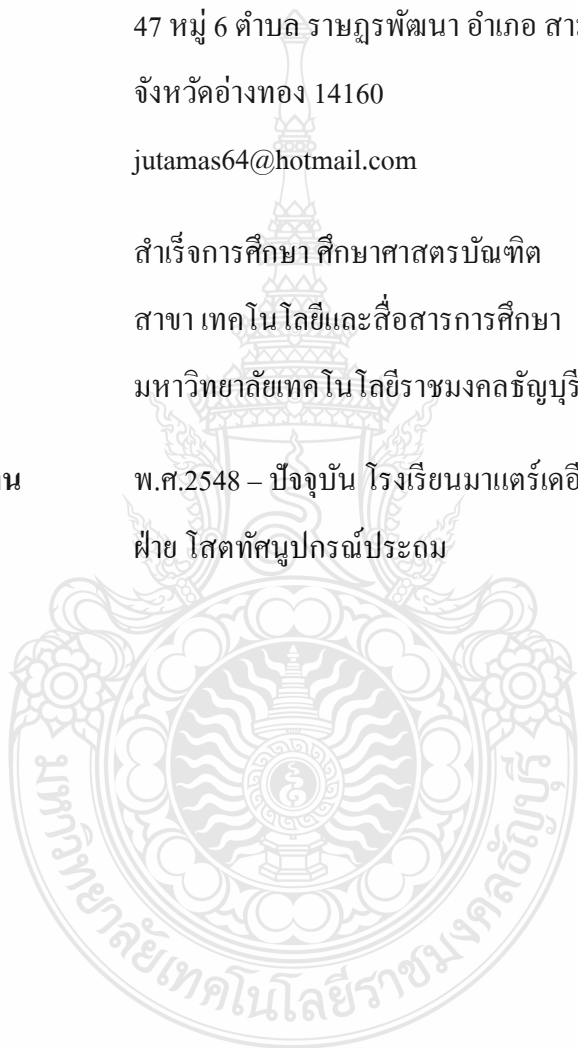 47 หมู่ 6 ตำบล ราษฎรพัฒนา อำเภอ
จังหวัดอ่างทอง 14160
jutamas64@hotmail.com
สำเร็จการศึกษา ศึกษาศาสตรบัณฑิต
สาขา เทคโนโลยีและสื่อสารการศึกษา
มหาวิทยาลัยเทคโนโลยีราชมงคลธัญบุรี
พ.ศ.2548 – ปัจจุบัน โรงเรียนมาแตร์เดอี
ฝ่าย โสตทัศนูปกรณ์ประถม
มหาวิทยาลัยเทคโนโลยีราชมงคลธัญบุรี